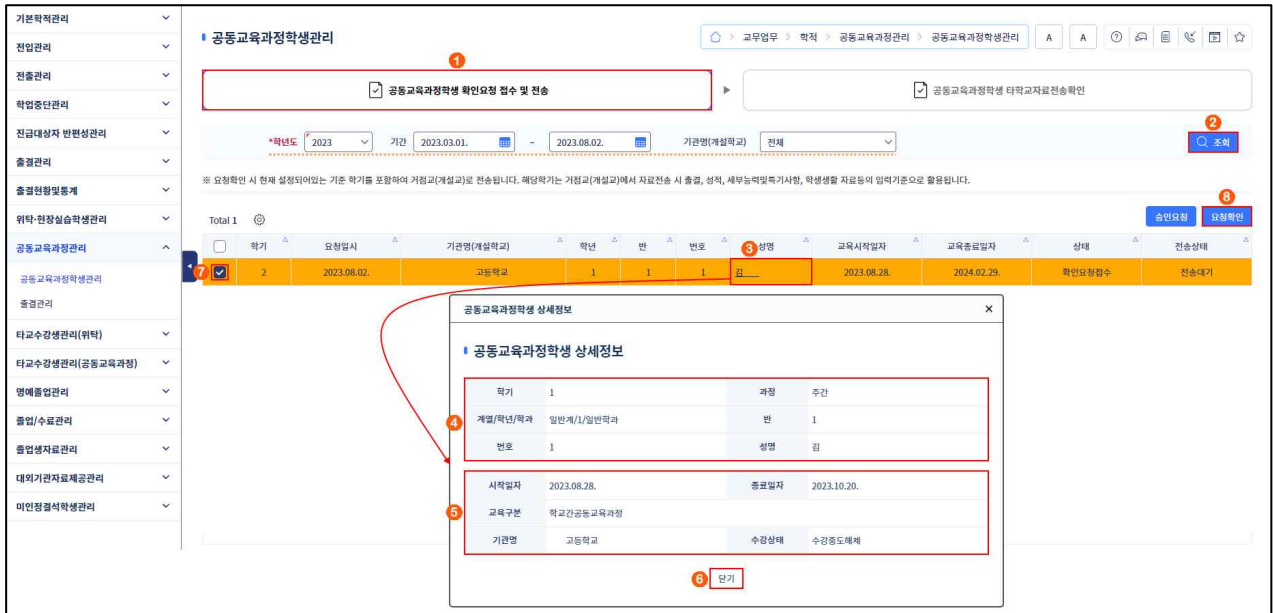 기본학적관리
전입관리
전출관리
학업중단관리
진급대상자 반편성관리
출결관리
출결현황및통계
위탁·현장실습학생관리
공동교육과정관리
공동교육과정학생관리
출결관리
타교수강생관리(위탁)
타교수강생관리(공동교육과정)
명예졸업관리
졸업/수료관리
졸업생자료관리
대외기관자료제공관리
미인정결석학생관리
공동교육과정학생관리
교무업무 > 학적 > 공동교육과정관리 > 공동교육과정학생관리 A A
1
공동교육과정학생 확인요청 접수 및 전송 ▶ 공동교육과정학생 타학교자료전송확인
2
*학년도 2023 기간 2023.03.01. ~ 2023.08.02. 기관명(개설학교) 전체 조회
※ 요청확인 시 현재 설정되어있는 기준 학기를 포함하여 거점교(개설교)로 전송됩니다. 해당학기는 거점교(개설교)에서 자료전송 시 출결, 성적, 세부능력및특기사항, 학생생활 자료등의 입력기준으로 활용됩니다.
8
Total 1 승인요청 요청확인
학기 요청일시 기관명(개설학교) 학년 반 번호 3 성명 교육시작일자 교육종료일자 상태 전송상태
7 2 2023.08.02. 고등학교 1 1 1 김 2023.08.28. 2024.02.29. 확인요청접수 전송대기
공동교육과정학생 상세정보 ×
공동교육과정학생 상세정보
학기 1 과정 주간
4 계열/학년/학과 일반계/1/일반학과 반 1
번호 1 성명 김
시작일자 2023.08.28. 종료일자 2023.10.20.
5 교육구분 학교간공동교육과정
기관명 고등학교 수강상태 수강중도해제
6 닫기